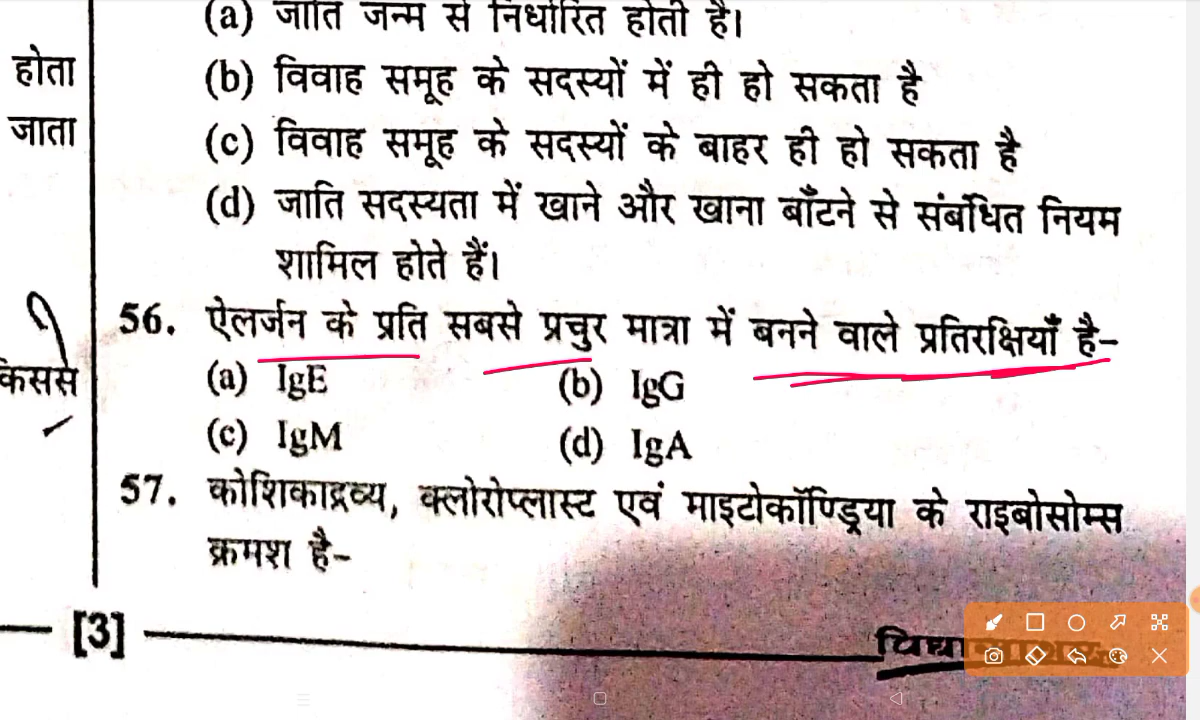 (a) जाति जन्म से निर्धारित होती है।
होता
(b) विवाह समूह के सदस्यों में ही हो सकता है
जाता
(c) विवाह समूह के सदस्यों के बाहर ही हो सकता है
(d) जाति सदस्यता में खाने और खाना बाँटने से संबंधित नियम
शामिल होते हैं।
56. ऐलर्जन के प्रति सबसे प्रचुर मात्रा में बनने वाले प्रतिरक्षियाँ है-
किससे
(a) IgE (b) IgG
(c) IgM (d) IgA
57. कोशिकाद्रव्य, क्लोरोप्लास्ट एवं माइटोकॉण्ड्रिया के राइबोसोम्स
क्रमश है-
[3]